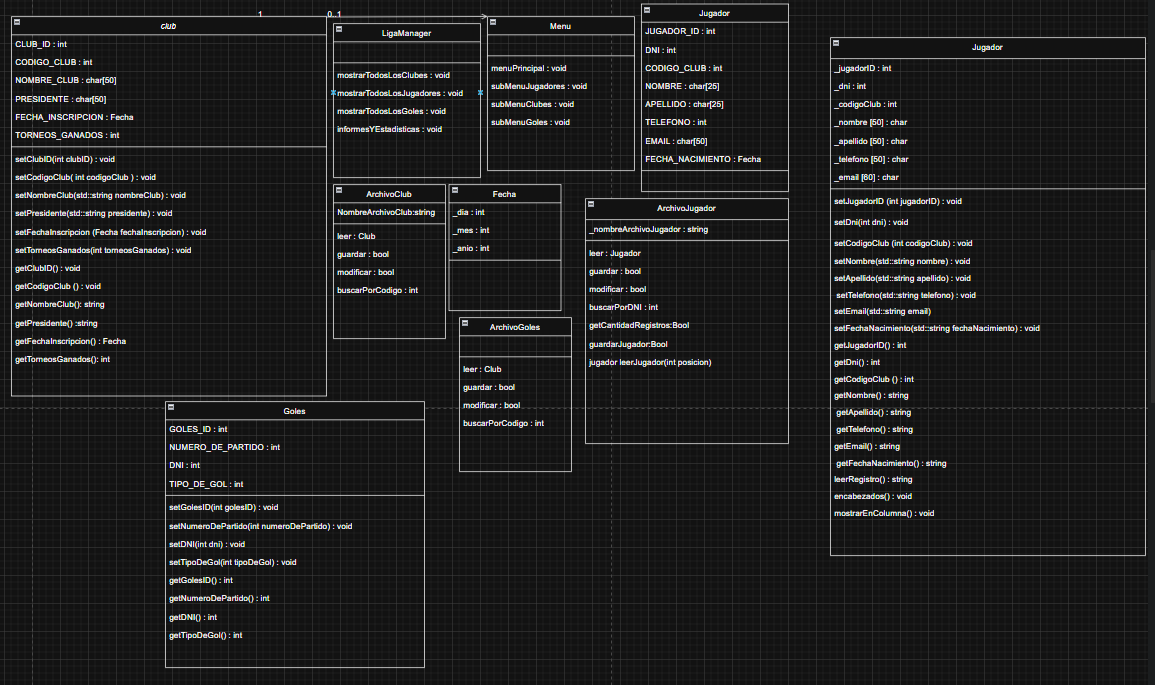 1
0..1
club
CLUB_ID : int
CODIGO_CLUB : int
NOMBRE_CLUB : char[50]
PRESIDENTE : char[50]
FECHA_INSCRIPCION : Fecha
TORNEOS_GANADOS : int
setClubID(int clubID) : void
setCodigoClub( int codigoClub ) : void
setNombreClub(std::string nombreClub) : void
setPresidente(std::string presidente) : void
setFechaInscripcion (Fecha fechaInscripcion) : void
setTorneosGanados(int torneosGanados) : void
getClubID() : void
getCodigoClub () : void
getNombreClub(): string
getPresidente() :string
getFechaInscripcion() : Fecha
getTorneosGanados(): int
LigaManager
mostrarTodosLosClubes : void
mostrarTodosLosJugadores : void
mostrarTodosLosGoles : void
informesYEstadisticas : void
Menu
menuPrincipal : void
subMenuJugadores : void
subMenuClubes : void
subMenuGoles : void
Jugador
JUGADOR_ID : int
DNI : int
CODIGO_CLUB : int
NOMBRE : char[25]
APELLIDO : char[25]
TELEFONO : int
EMAIL : char[50]
FECHA_NACIMIENTO : Fecha
Jugador
_jugadorID : int
_dni : int
_codigoClub : int
_nombre [50] : char
_apellido [50] : char
_telefono [50] : char
_email [60] : char
setJugadorID (int jugadorID) : void
setDni(int dni) : void
setCodigoClub (int codigoClub) : void
setNombre(std::string nombre) : void
setApellido(std::string apellido) : void
setTelefono(std::string telefono) : void
setEmail(std::string email)
setFechaNacimiento(std::string fechaNacimiento) : void
getJugadorID() : int
getDni() : int
getCodigoClub () : int
getNombre() : string
getApellido() : string
getTelefono() : string
getEmail() : string
getFechaNacimiento() : string
leerRegistro() : string
encabezados() : void
mostrarEnColumna() : void
ArchivoClub
NombreArchivoClub:string
leer : Club
guardar : bool
modificar : bool
buscarPorCodigo : int
Fecha
_dia : int
_mes : int
_anio : int
ArchivoJugador
_nombreArchivoJugador : string
leer : Jugador
guardar : bool
modificar : bool
buscarPorDNI : int
getCantidadRegistros:Bool
guardarJugador:Bool
jugador leerJugador(int posicion)
ArchivoGoles
leer : Club
guardar : bool
modificar : bool
buscarPorCodigo : int
Goles
GOLES_ID : int
NUMERO_DE_PARTIDO : int
DNI : int
TIPO_DE_GOL : int
setGolesID(int golesID) : void
setNumeroDePartido(int numeroDePartido) : void
setDNI(int dni) : void
setTipoDeGol(int tipoDeGol) : void
getGolesID() : int
getNumeroDePartido() : int
getDNI() : int
getTipoDeGol() : int